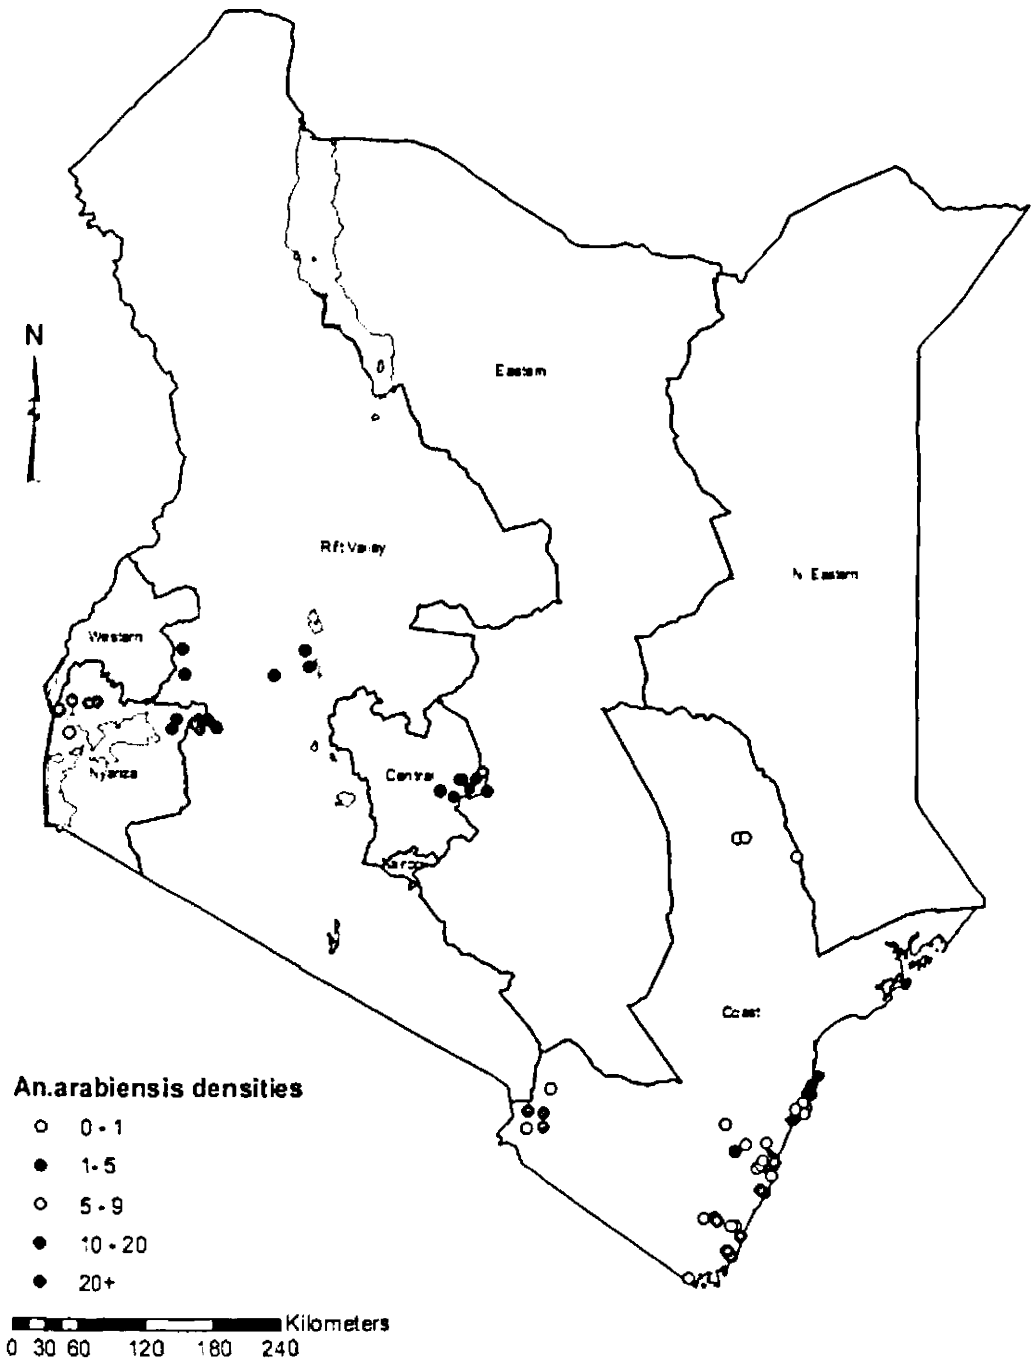 N
Eastern
Rift Valley
N. Eastern
Western
Nyanza
Central
Coast
An.arabiensis densities
0 - 1
1 - 5
5 - 9
10 - 20
20+
Kilometers
0 30 60 120 180 240